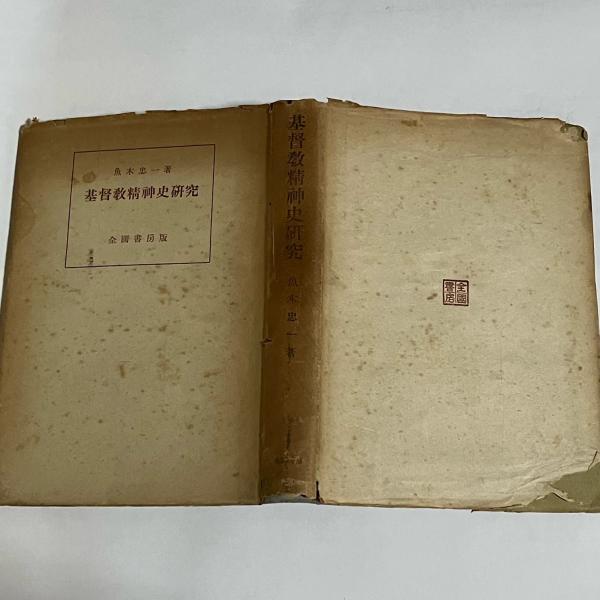 魚木忠一著
基督教精神史研究
全國書房版
基督教精神史研究
魚木忠一著
全國
書房